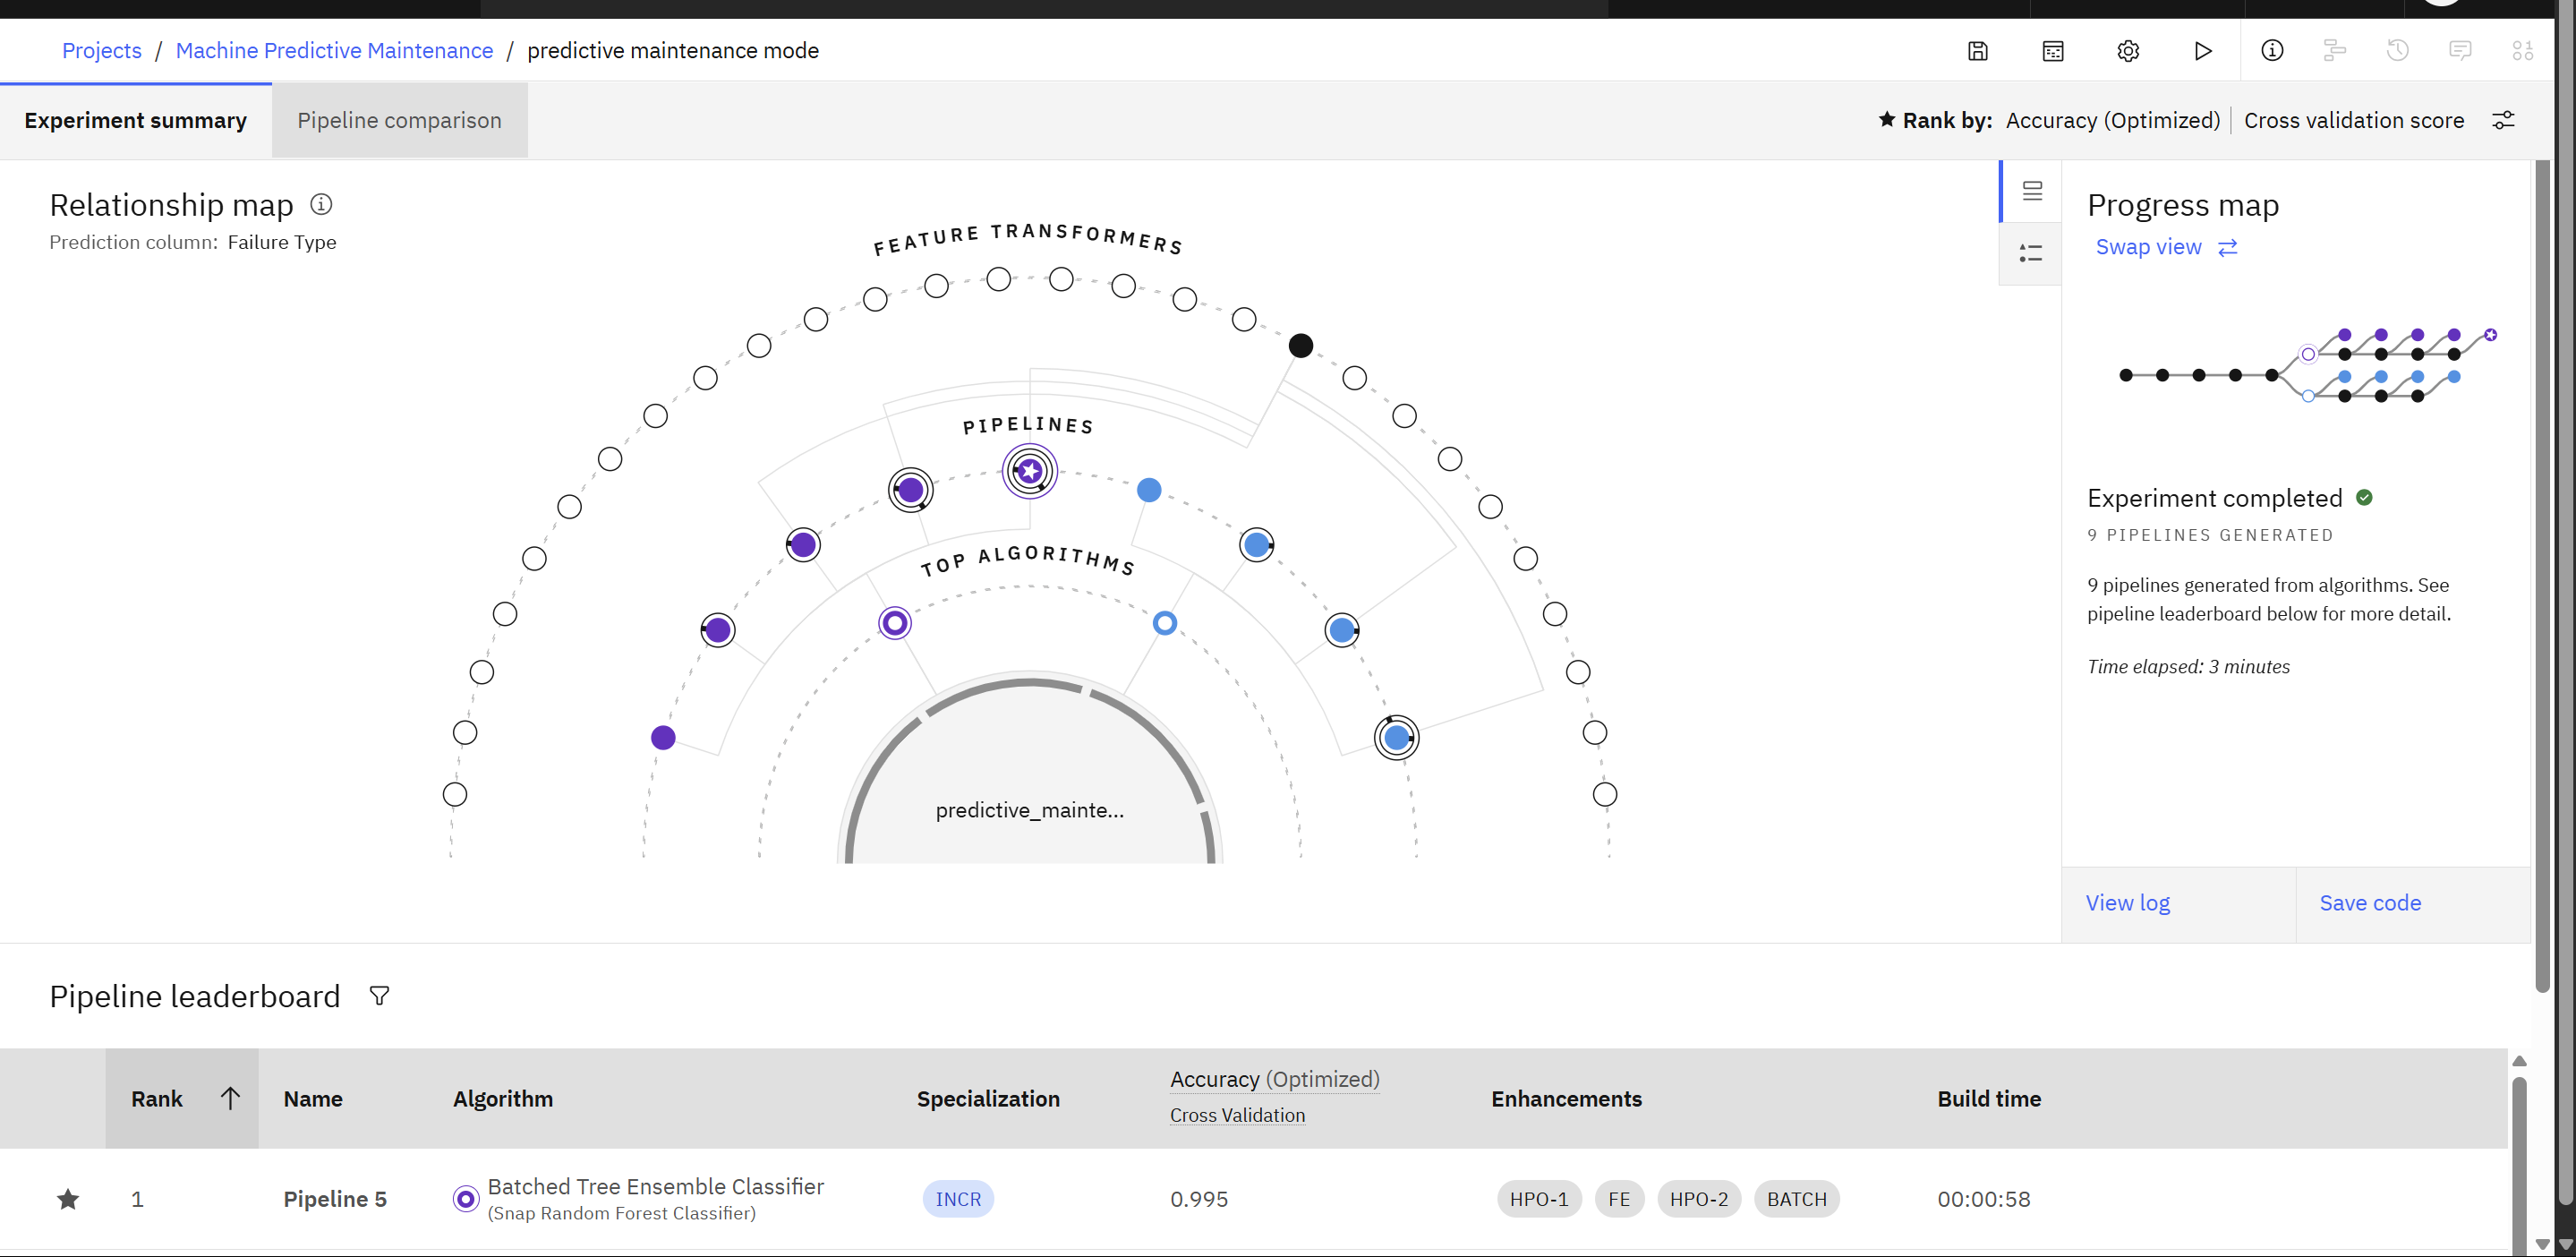 Projects / Machine Predictive Maintenance / predictive maintenance mode
Experiment summary
Pipeline comparison
Rank by: Accuracy (Optimized) | Cross validation score
Relationship map
Prediction column: Failure Type
FEATURE TRANSFORMERS
PIPELINES
TOP ALGORITHMS
predictive_mainte...
Progress map
Swap view
Experiment completed
9 PIPELINES GENERATED
9 pipelines generated from algorithms. See
pipeline leaderboard below for more detail.
Time elapsed: 3 minutes
View log
Save code
Pipeline leaderboard
Rank Name Algorithm Specialization Accuracy (Optimized) Enhancements Build time
Cross Validation
1 Pipeline 5 Batched Tree Ensemble Classifier INCR 0.995 HPO-1 FE HPO-2 BATCH 00:00:58
(Snap Random Forest Classifier)